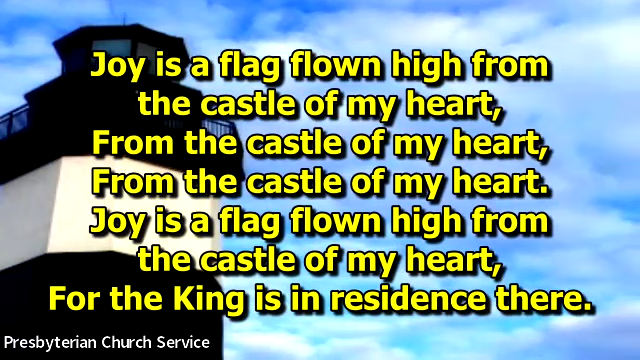 Joy is a flag flown high from
the castle of my heart,
From the castle of my heart,
From the castle of my heart.
Joy is a flag flown high from
the castle of my heart,
For the King is in residence there.
Presbyterian Church Service